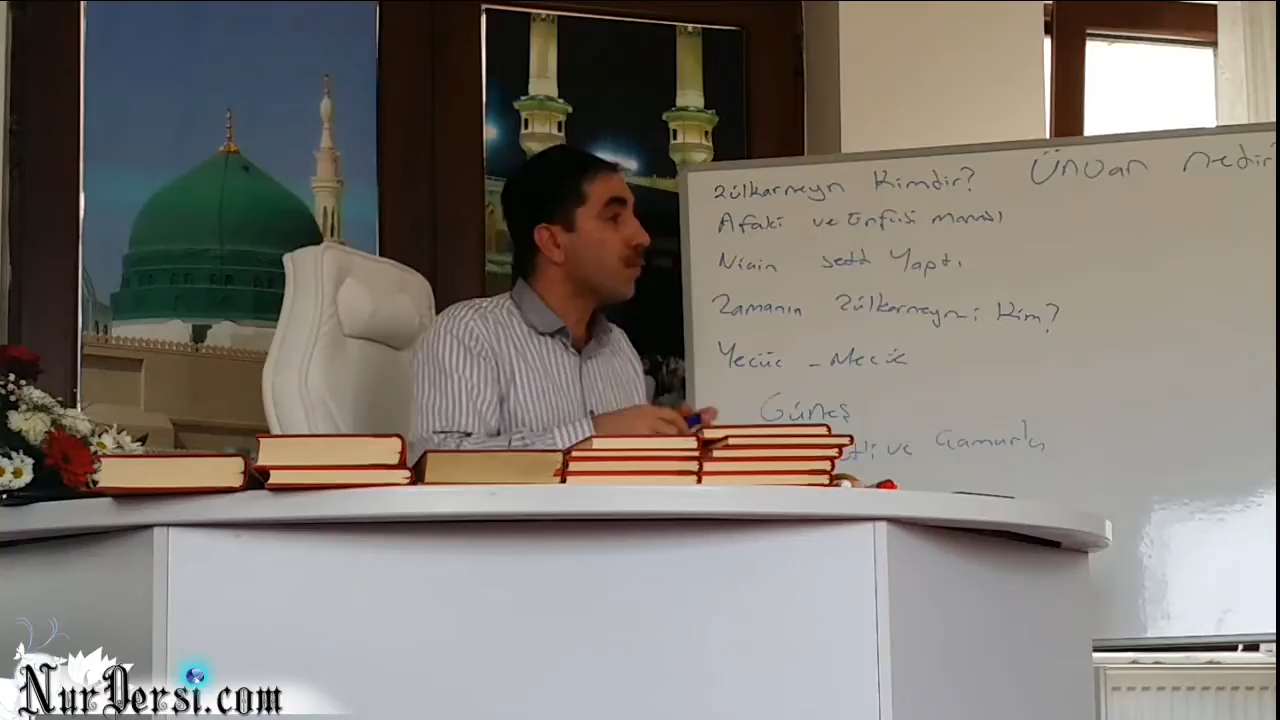 Zülkarneyn Kimdir? Ünvan nedir
Afaki ve Enfüsi manası
Niçin sedd Yaptı
Zamanın Zülkarneyni Kim?
Yecüc - Mecüc
Güneş
ve Çamurlu
NurDersi.com